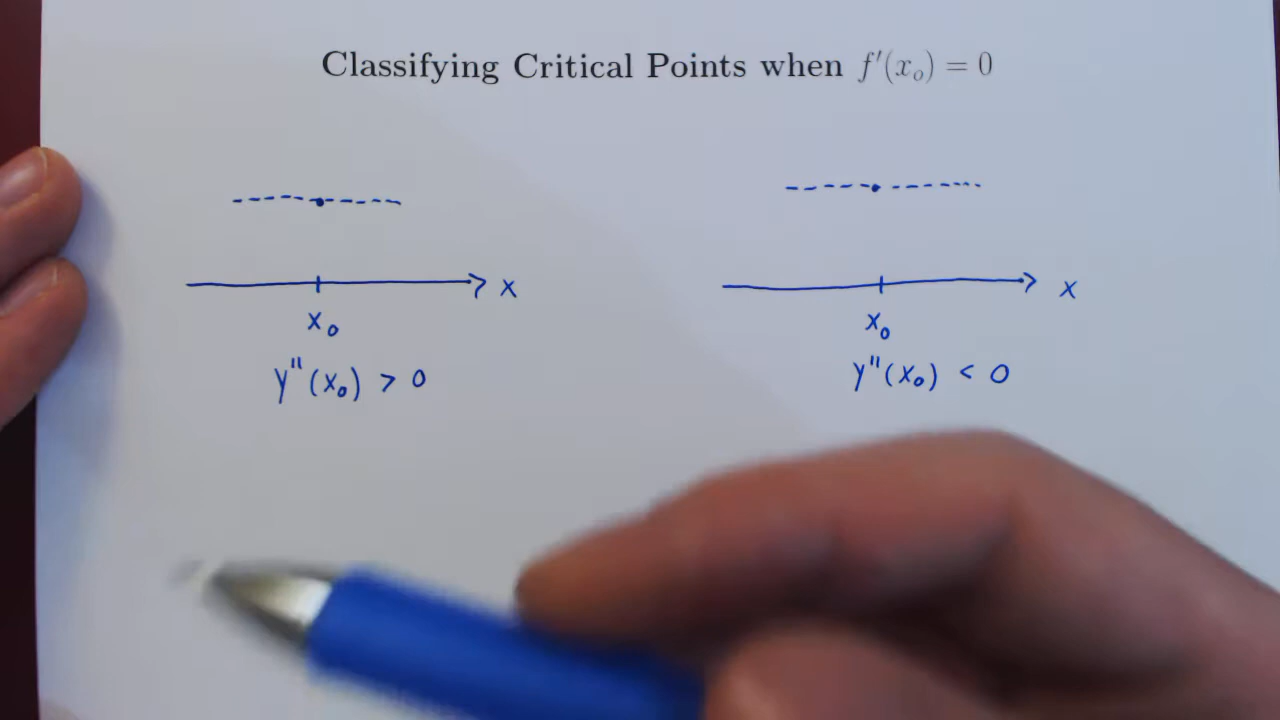 Classifying Critical Points when f'(x₀) = 0
x
x₀
y"(x₀) > 0
x
x₀
y"(x₀) < 0